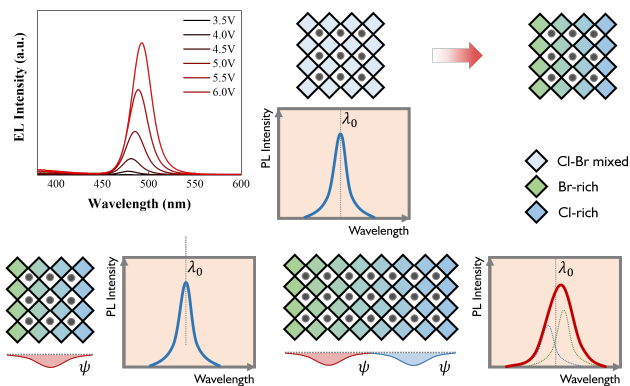 EL Intensity (a.u.)
3.5V
4.0V
4.5V
5.0V
5.5V
6.0V
400 450 500 550 600
Wavelength (nm)
PL Intensity
λ0
Wavelength
Cl-Br mixed
Br-rich
Cl-rich
ψ
PL Intensity
λ0
Wavelength
ψ ψ
PL Intensity
λ0
Wavelength